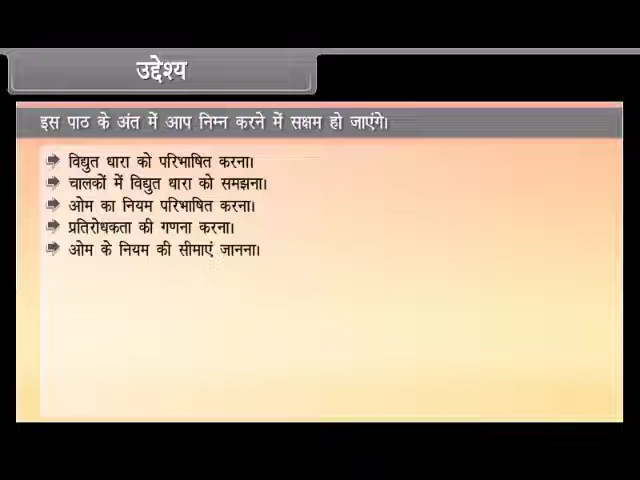 उद्देश्य
इस पाठ के अंत में आप निम्न करने में सक्षम हो जाएंगे।
विद्युत धारा को परिभाषित करना।
चालकों में विद्युत धारा को समझना।
ओम का नियम परिभाषित करना।
प्रतिरोधकता की गणना करना।
ओम के नियम की सीमाएं जानना।